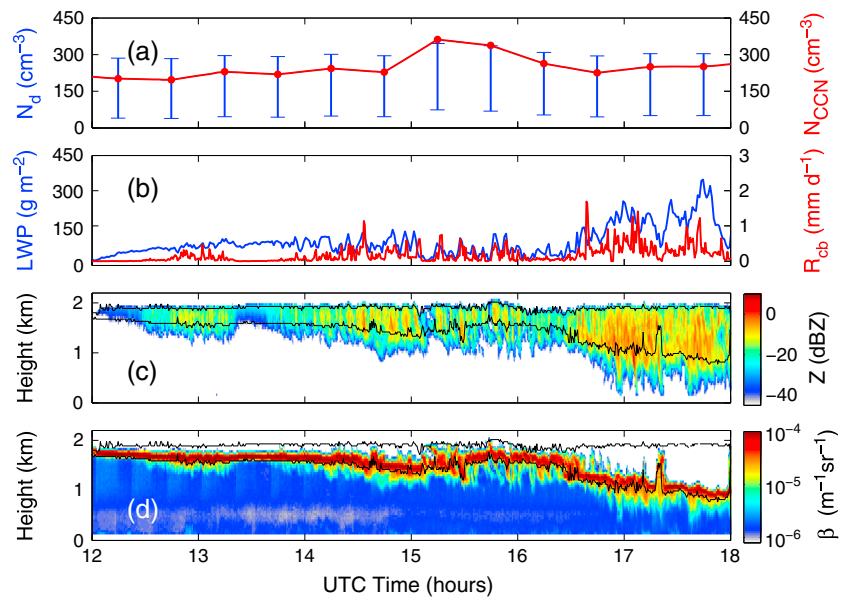 450 300 150 0
N_d (cm⁻³)
(a)
450 300 150 0
N_CCN (cm⁻³)
450 300 150 0
LWP (g m⁻²)
(b)
3 2 1 0
R_cb (mm d⁻¹)
2 1 0
Height (km)
(c)
0 −20 −40
Z (dBZ)
2 1 0
Height (km)
(d)
10⁻⁴ 10⁻⁵ 10⁻⁶
β (m⁻¹sr⁻¹)
12 13 14 15 16 17 18
UTC Time (hours)